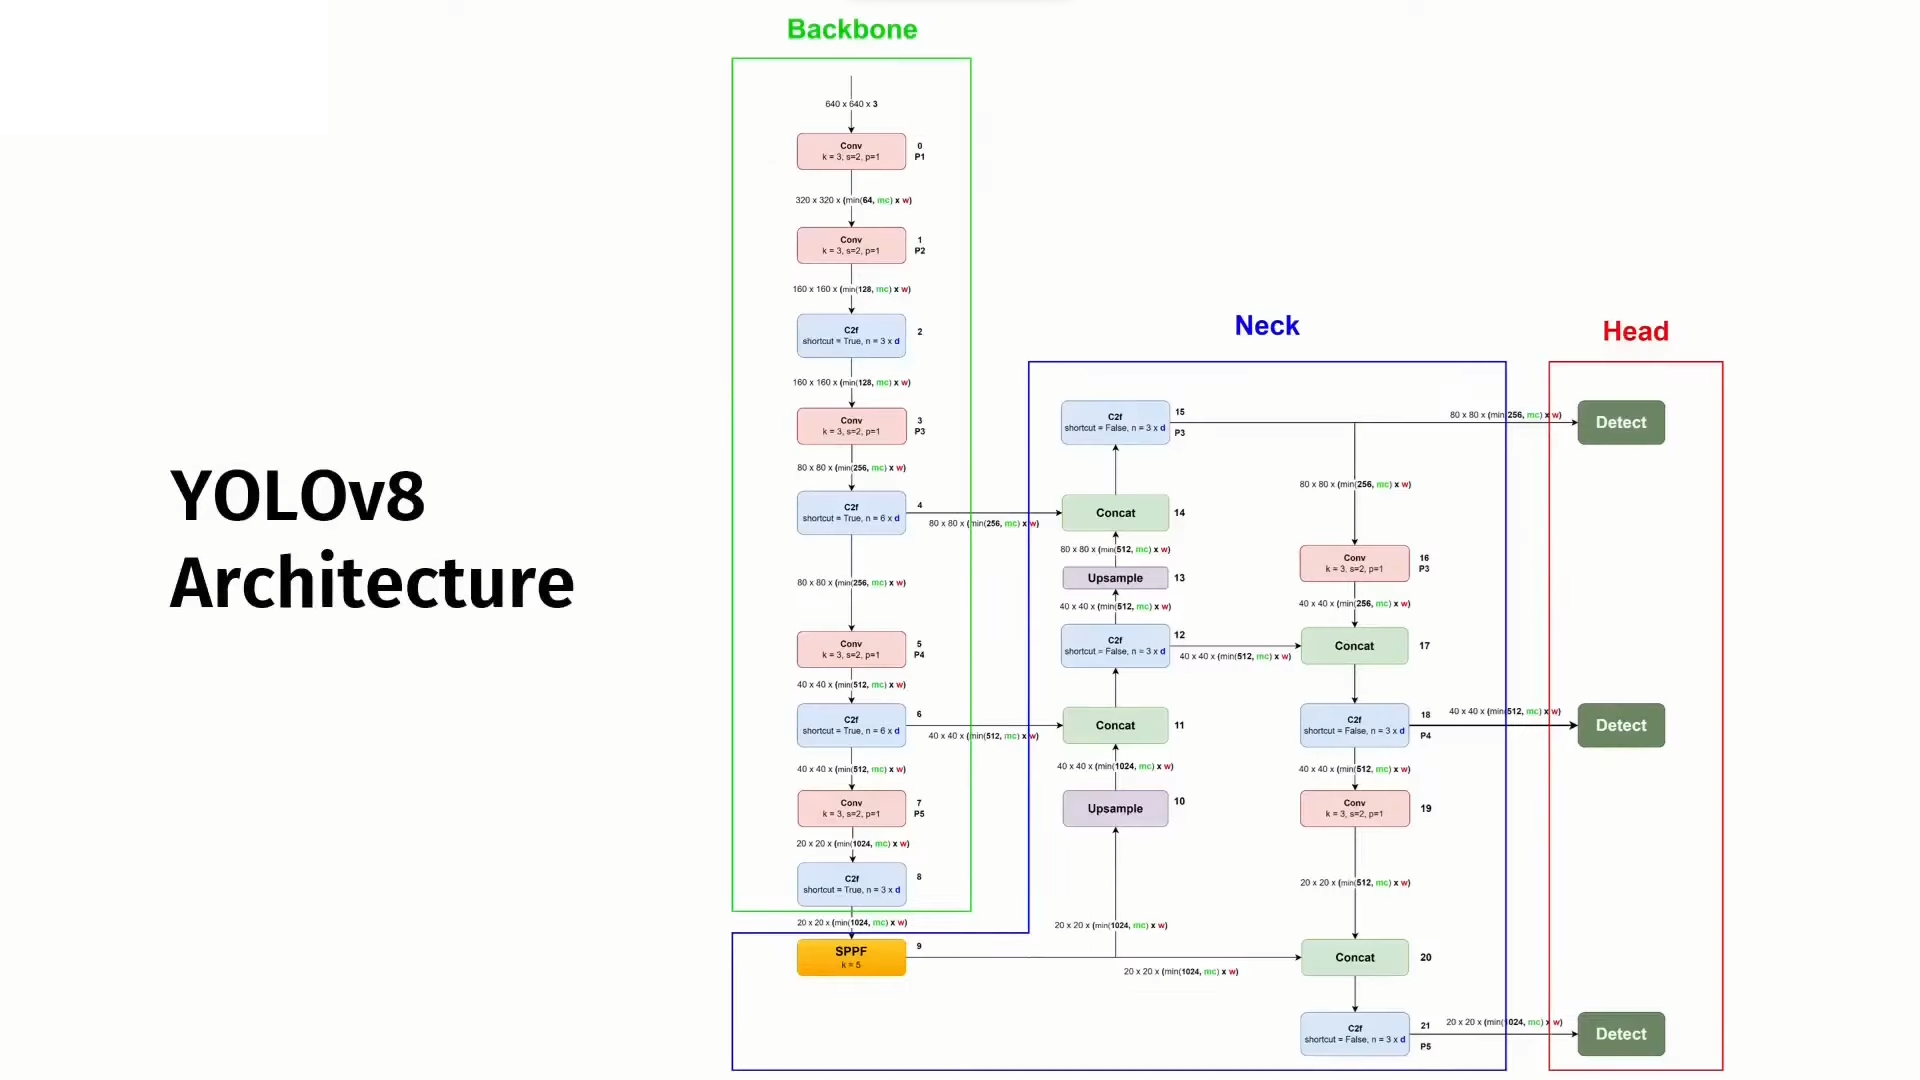 YOLOv8
Architecture
Backbone
640 x 640 x 3
Conv
k = 3, s=2, p=1
0
P1
320 x 320 x (min(64, mc) x w)
Conv
k = 3, s=2, p=1
1
P2
160 x 160 x (min(128, mc) x w)
C2f
shortcut = True, n = 3 x d
2
160 x 160 x (min(128, mc) x w)
Conv
k = 3, s=2, p=1
3
P3
80 x 80 x (min(256, mc) x w)
C2f
shortcut = True, n = 6 x d
4
80 x 80 x (min(256, mc) x w)
80 x 80 x (min(256, mc) x w)
Conv
k = 3, s=2, p=1
5
P4
40 x 40 x (min(512, mc) x w)
C2f
shortcut = True, n = 6 x d
6
40 x 40 x (min(512, mc) x w)
40 x 40 x (min(512, mc) x w)
Conv
k = 3, s=2, p=1
7
P5
20 x 20 x (min(1024, mc) x w)
C2f
shortcut = True, n = 3 x d
8
20 x 20 x (min(1024, mc) x w)
SPPF
k = 5
9
Neck
C2f
shortcut = False, n = 3 x d
15
P3
80 x 80 x (min(256, mc) x w)
Concat
14
80 x 80 x (min(512, mc) x w)
Upsample
13
40 x 40 x (min(512, mc) x w)
C2f
shortcut = False, n = 3 x d
12
40 x 40 x (min(512, mc) x w)
Concat
11
40 x 40 x (min(1024, mc) x w)
Upsample
10
20 x 20 x (min(1024, mc) x w)
20 x 20 x (min(1024, mc) x w)
80 x 80 x (min(256, mc) x w)
Conv
k = 3, s=2, p=1
16
P3
40 x 40 x (min(256, mc) x w)
Concat
17
C2f
shortcut = False, n = 3 x d
18
P4
40 x 40 x (min(512, mc) x w)
40 x 40 x (min(512, mc) x w)
Conv
k = 3, s=2, p=1
19
20 x 20 x (min(512, mc) x w)
Concat
20
C2f
shortcut = False, n = 3 x d
21
P5
20 x 20 x (min(1024, mc) x w)
Head
Detect
Detect
Detect